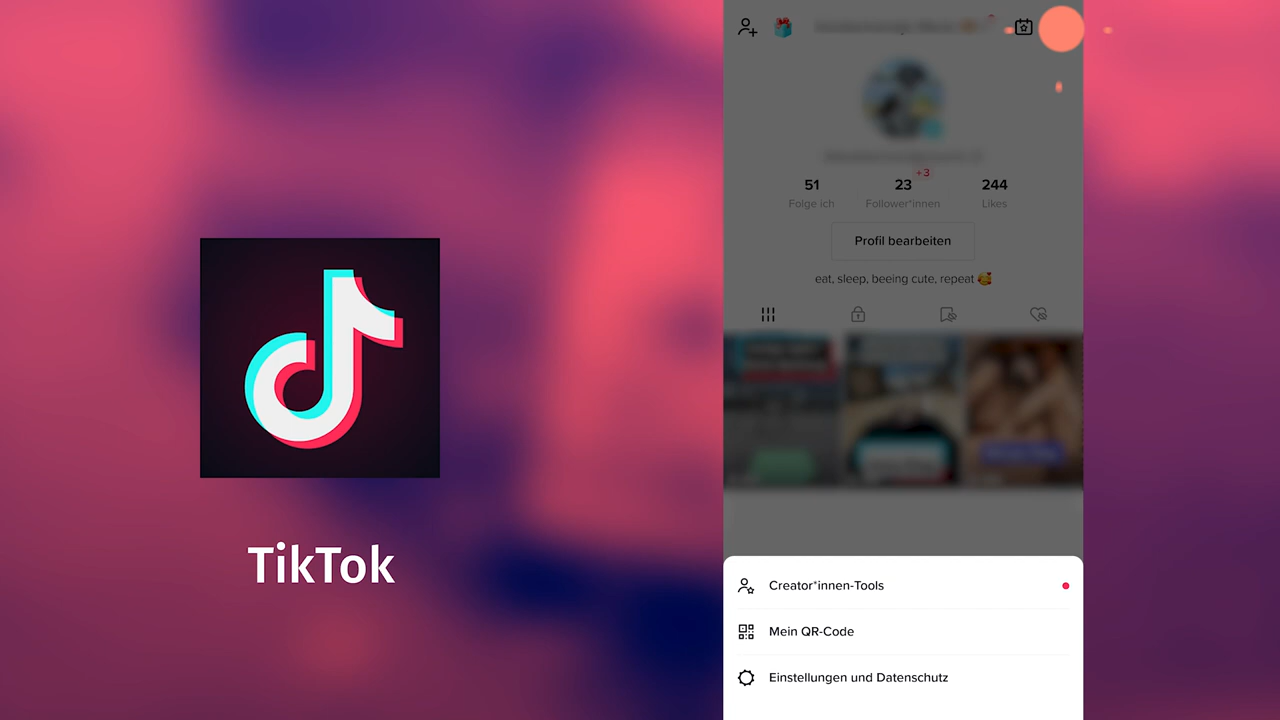 TikTok
+3
51
23
244
Folge ich
Follower*innen
Likes
Profil bearbeiten
eat, sleep, beeing cute, repeat 🥰
Creator*innen-Tools
Mein QR-Code
Einstellungen und Datenschutz